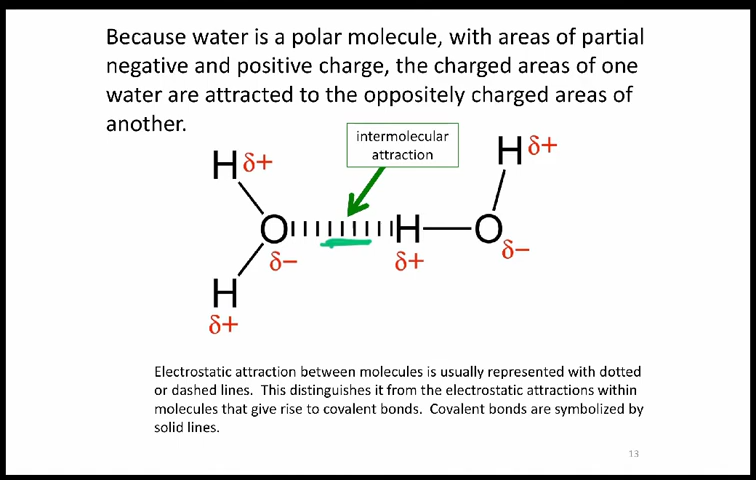 Because water is a polar molecule, with areas of partial
negative and positive charge, the charged areas of one
water are attracted to the oppositely charged areas of
another.
intermolecular
attraction
H δ+
H δ+
O H O
δ− δ+ δ−
H
δ+
Electrostatic attraction between molecules is usually represented with dotted
or dashed lines. This distinguishes it from the electrostatic attractions within
molecules that give rise to covalent bonds. Covalent bonds are symbolized by
solid lines.
13